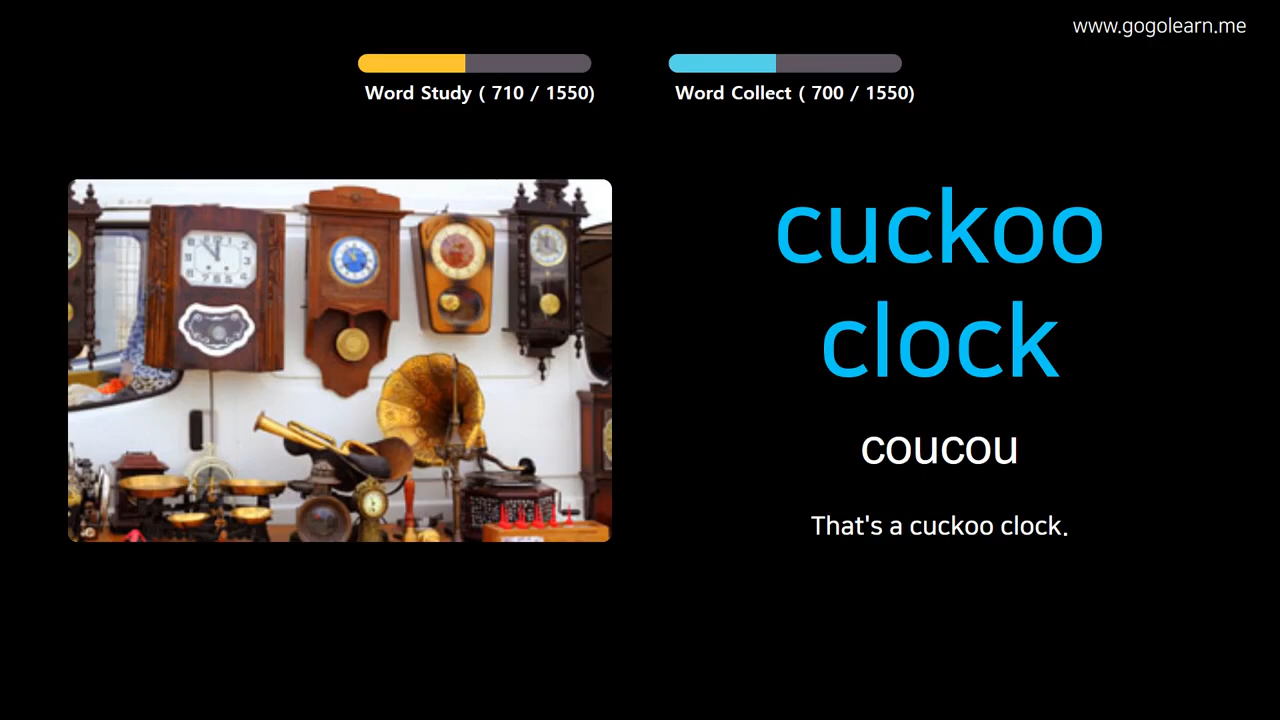 www.gogolearn.me
Word Study ( 710 / 1550)
Word Collect ( 700 / 1550)
cuckoo
clock
coucou
That's a cuckoo clock.